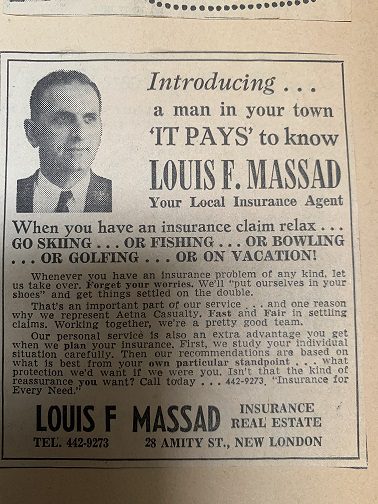 Introducing . . .
a man in your town
'IT PAYS' to know
LOUIS F. MASSAD
Your Local Insurance Agent
When you have an insurance claim relax . . .
GO SKIING . . . OR FISHING . . . OR BOWLING
. . . OR GOLFING . . . OR ON VACATION!
Whenever you have an insurance problem of any kind, let
us take over. Forget your worries. We'll "put ourselves in your
shoes" and get things settled on the double.
That's an important part of our service . . and one reason
why we represent Aetna Casualty. Fast and Fair in settling
claims. Working together, we're a pretty good team.
Our personal service is also an extra advantage you get
when we plan your insurance. First, we study your individual
situation carefully. Then our recommendations are based on
what is best from your own particular standpoint . . . what
protection we'd want if we were you. Isn't that the kind of
reassurance you want? Call today . . . 442-9273, "Insurance for
Every Need."
LOUIS F MASSAD INSURANCE
REAL ESTATE
TEL. 442-9273 28 AMITY ST., NEW LONDON